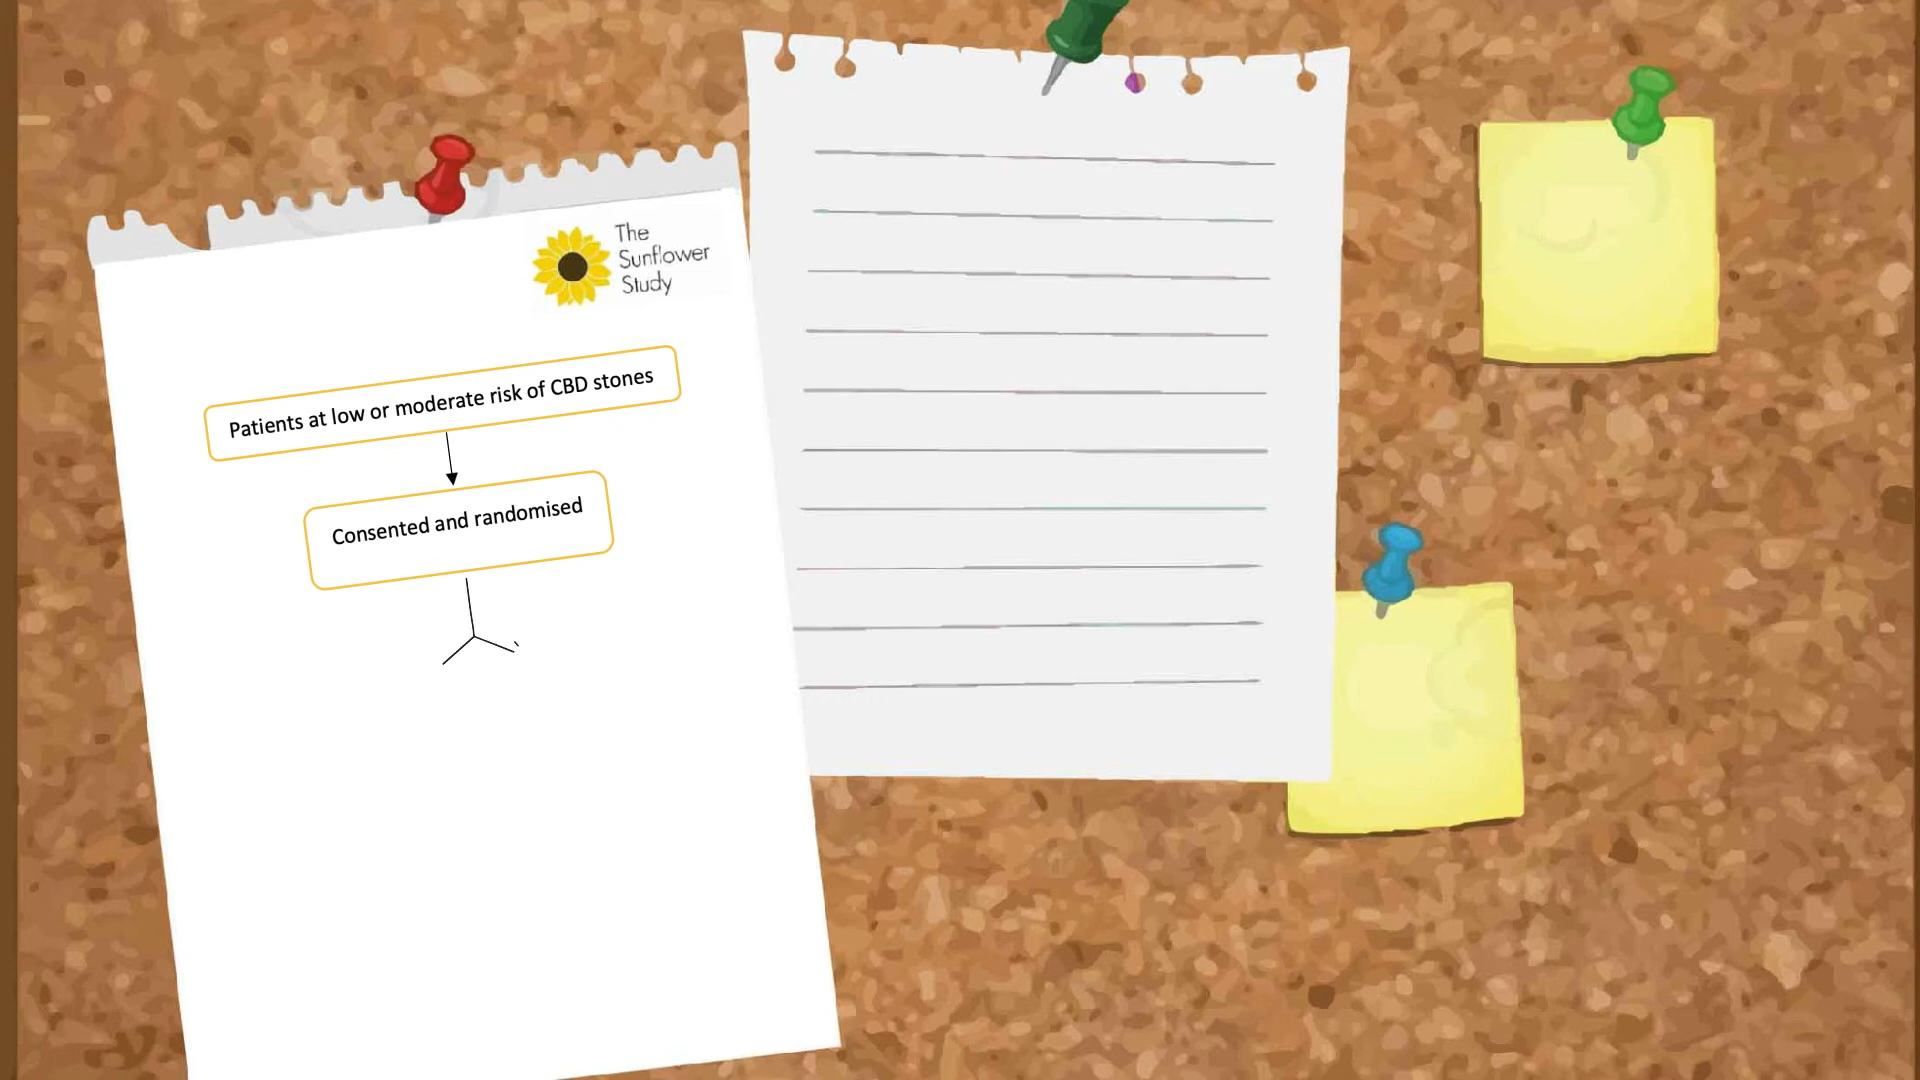 The
Sunflower
Study
Patients at low or moderate risk of CBD stones
Consented and randomised